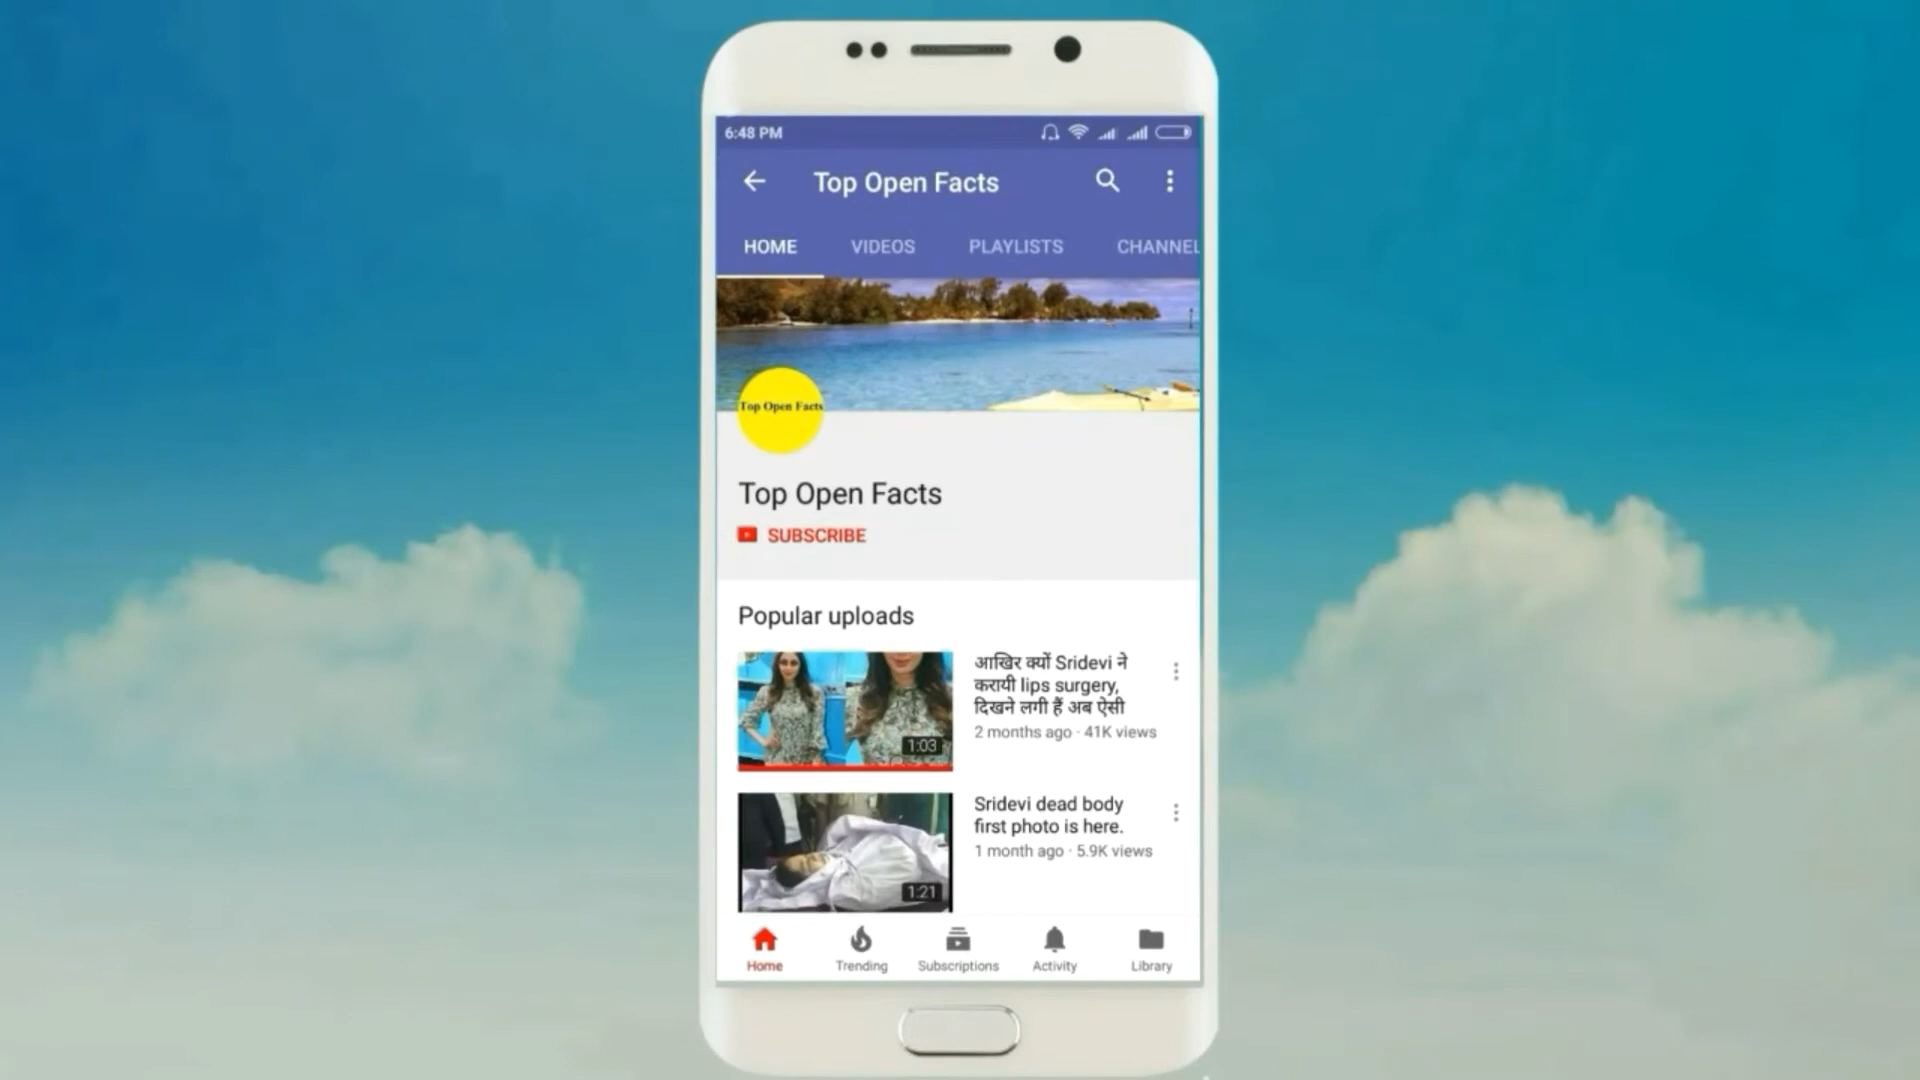 6:48 PM
Top Open Facts
HOME VIDEOS PLAYLISTS CHANNEL
Top Open Facts
Top Open Facts
SUBSCRIBE
Popular uploads
आखिर क्यों Sridevi ने
करायी lips surgery,
दिखने लगी हैं अब ऐसी
2 months ago · 41K views
1:03
Sridevi dead body
first photo is here.
1 month ago · 5.9K views
1:21
Home Trending Subscriptions Activity Library